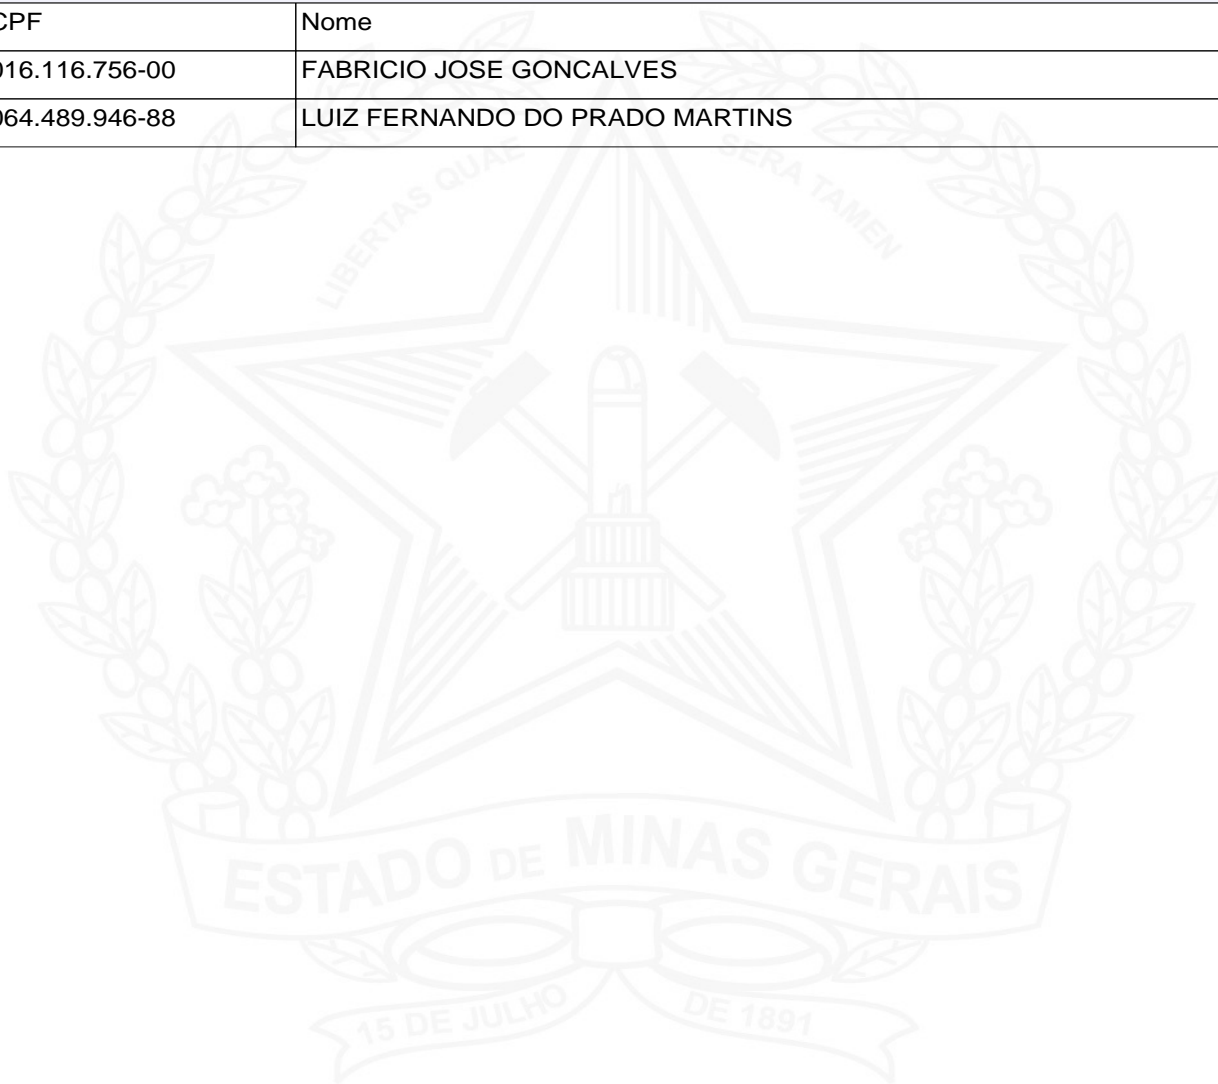 CPF Nome
016.116.756-00 FABRICIO JOSE GONCALVES
064.489.946-88 LUIZ FERNANDO DO PRADO MARTINS
LIBERTAS QUAE SERA TAMEN
ESTADO DE MINAS GERAIS
15 DE JULHO DE 1891